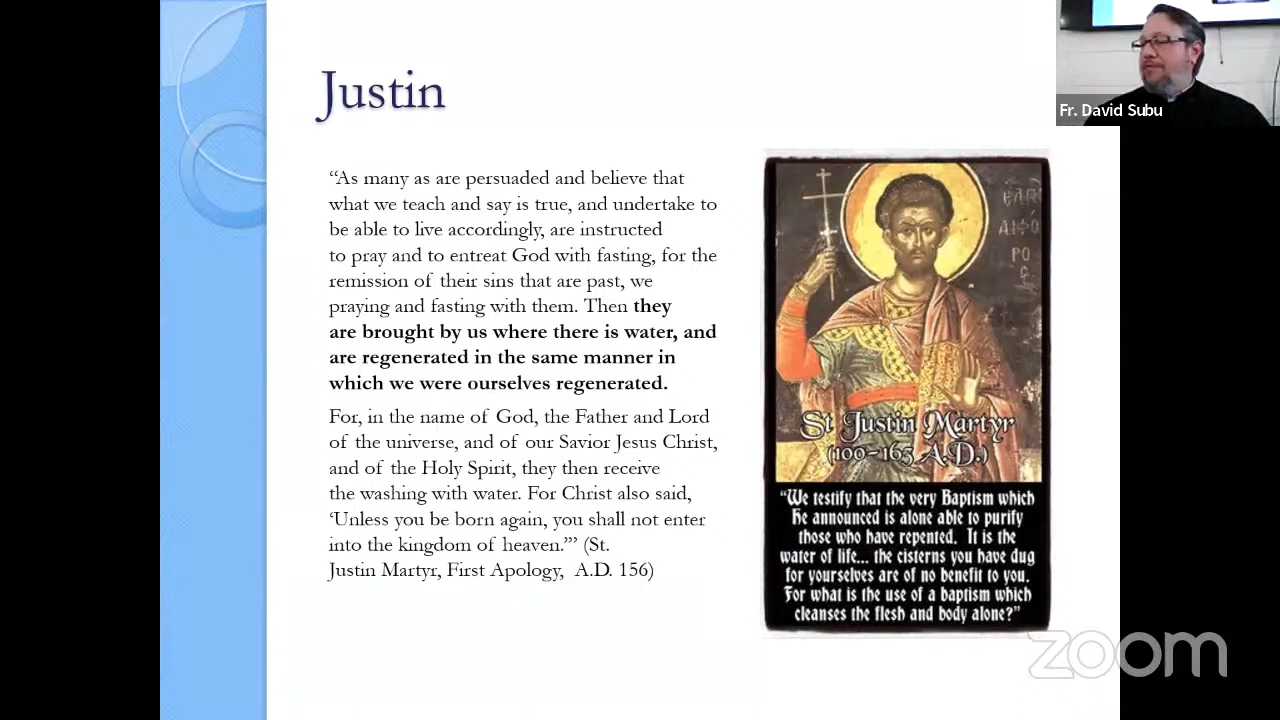 Justin
Fr. David Subu
“As many as are persuaded and believe that
what we teach and say is true, and undertake to
be able to live accordingly, are instructed
to pray and to entreat God with fasting, for the
remission of their sins that are past, we
praying and fasting with them. Then they
are brought by us where there is water, and
are regenerated in the same manner in
which we were ourselves regenerated.
For, in the name of God, the Father and Lord
of the universe, and of our Savior Jesus Christ,
and of the Holy Spirit, they then receive
the washing with water. For Christ also said,
‘Unless you be born again, you shall not enter
into the kingdom of heaven.’” (St.
Justin Martyr, First Apology, A.D. 156)
St Justin Martyr
(100-163 A.D.)
“We testify that the very Baptism which
He announced is alone able to purify
those who have repented. It is the
water of life... the cisterns you have dug
for yourselves are of no benefit to you.
For what is the use of a baptism which
cleanses the flesh and body alone?”
zoom